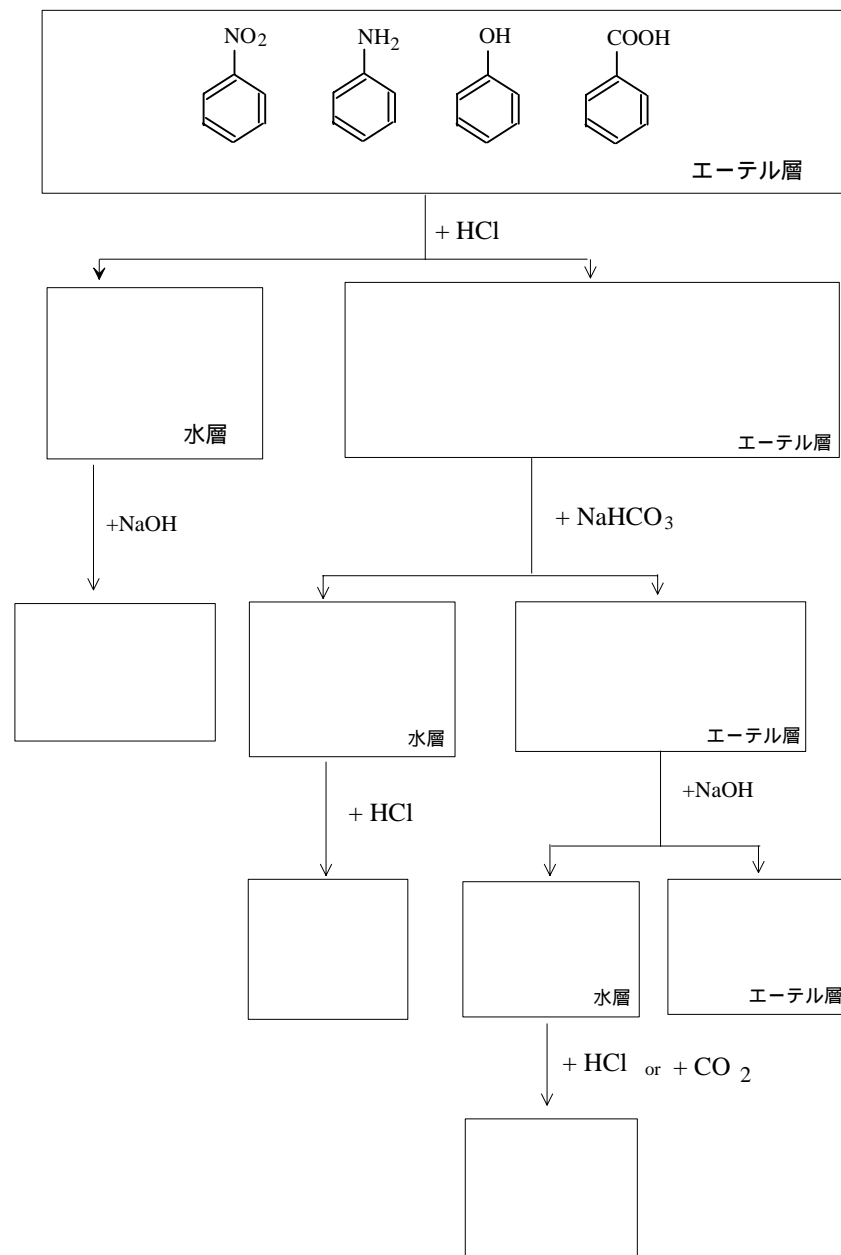 NO2 NH2 OH COOH
エーテル層
+ HCl
水層
エーテル層
+NaOH
+ NaHCO3
水層
エーテル層
+ HCl
+NaOH
水層
エーテル層
+ HCl or + CO 2